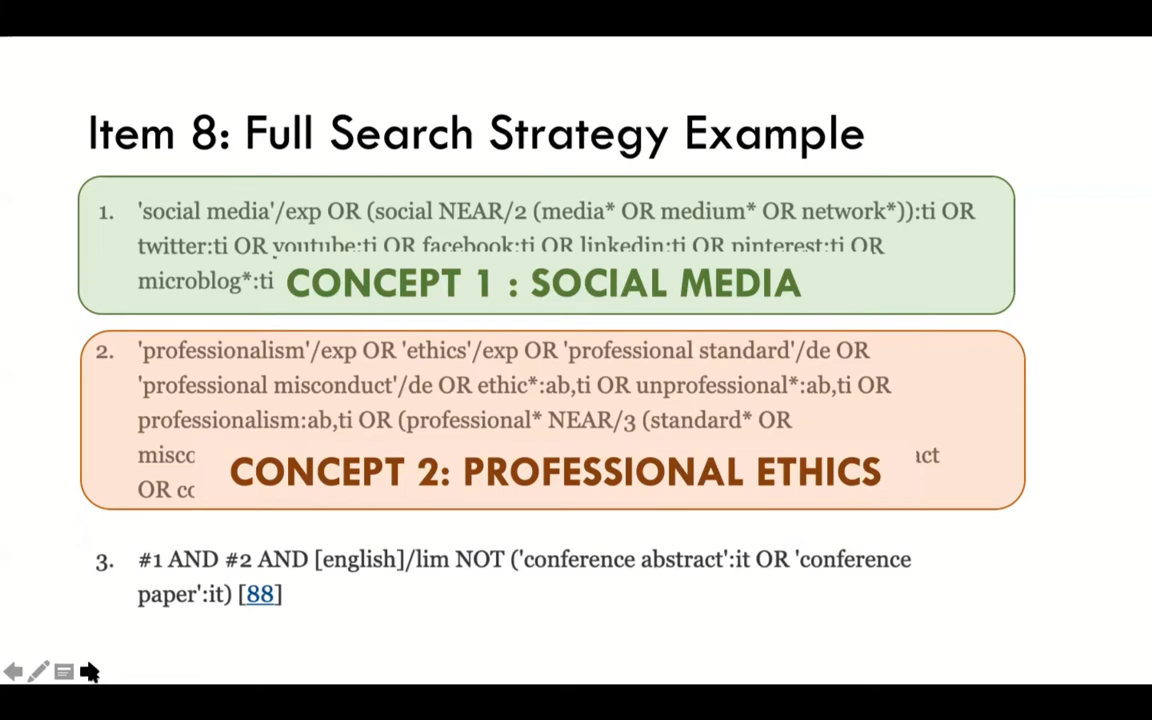 Item 8: Full Search Strategy Example
1. 'social media'/exp OR (social NEAR/2 (media* OR medium* OR network*)):ti OR
twitter:ti OR youtube:ti OR facebook:ti OR linkedin:ti OR pinterest:ti OR
microblog*:ti
CONCEPT 1 : SOCIAL MEDIA
2. 'professionalism'/exp OR 'ethics'/exp OR 'professional standard'/de OR
'professional misconduct'/de OR ethic*:ab,ti OR unprofessional*:ab,ti OR
professionalism:ab,ti OR (professional* NEAR/3 (standard* OR
CONCEPT 2: PROFESSIONAL ETHICS
OR
3. #1 AND #2 AND [english]/lim NOT ('conference abstract':it OR 'conference
paper':it) [88]